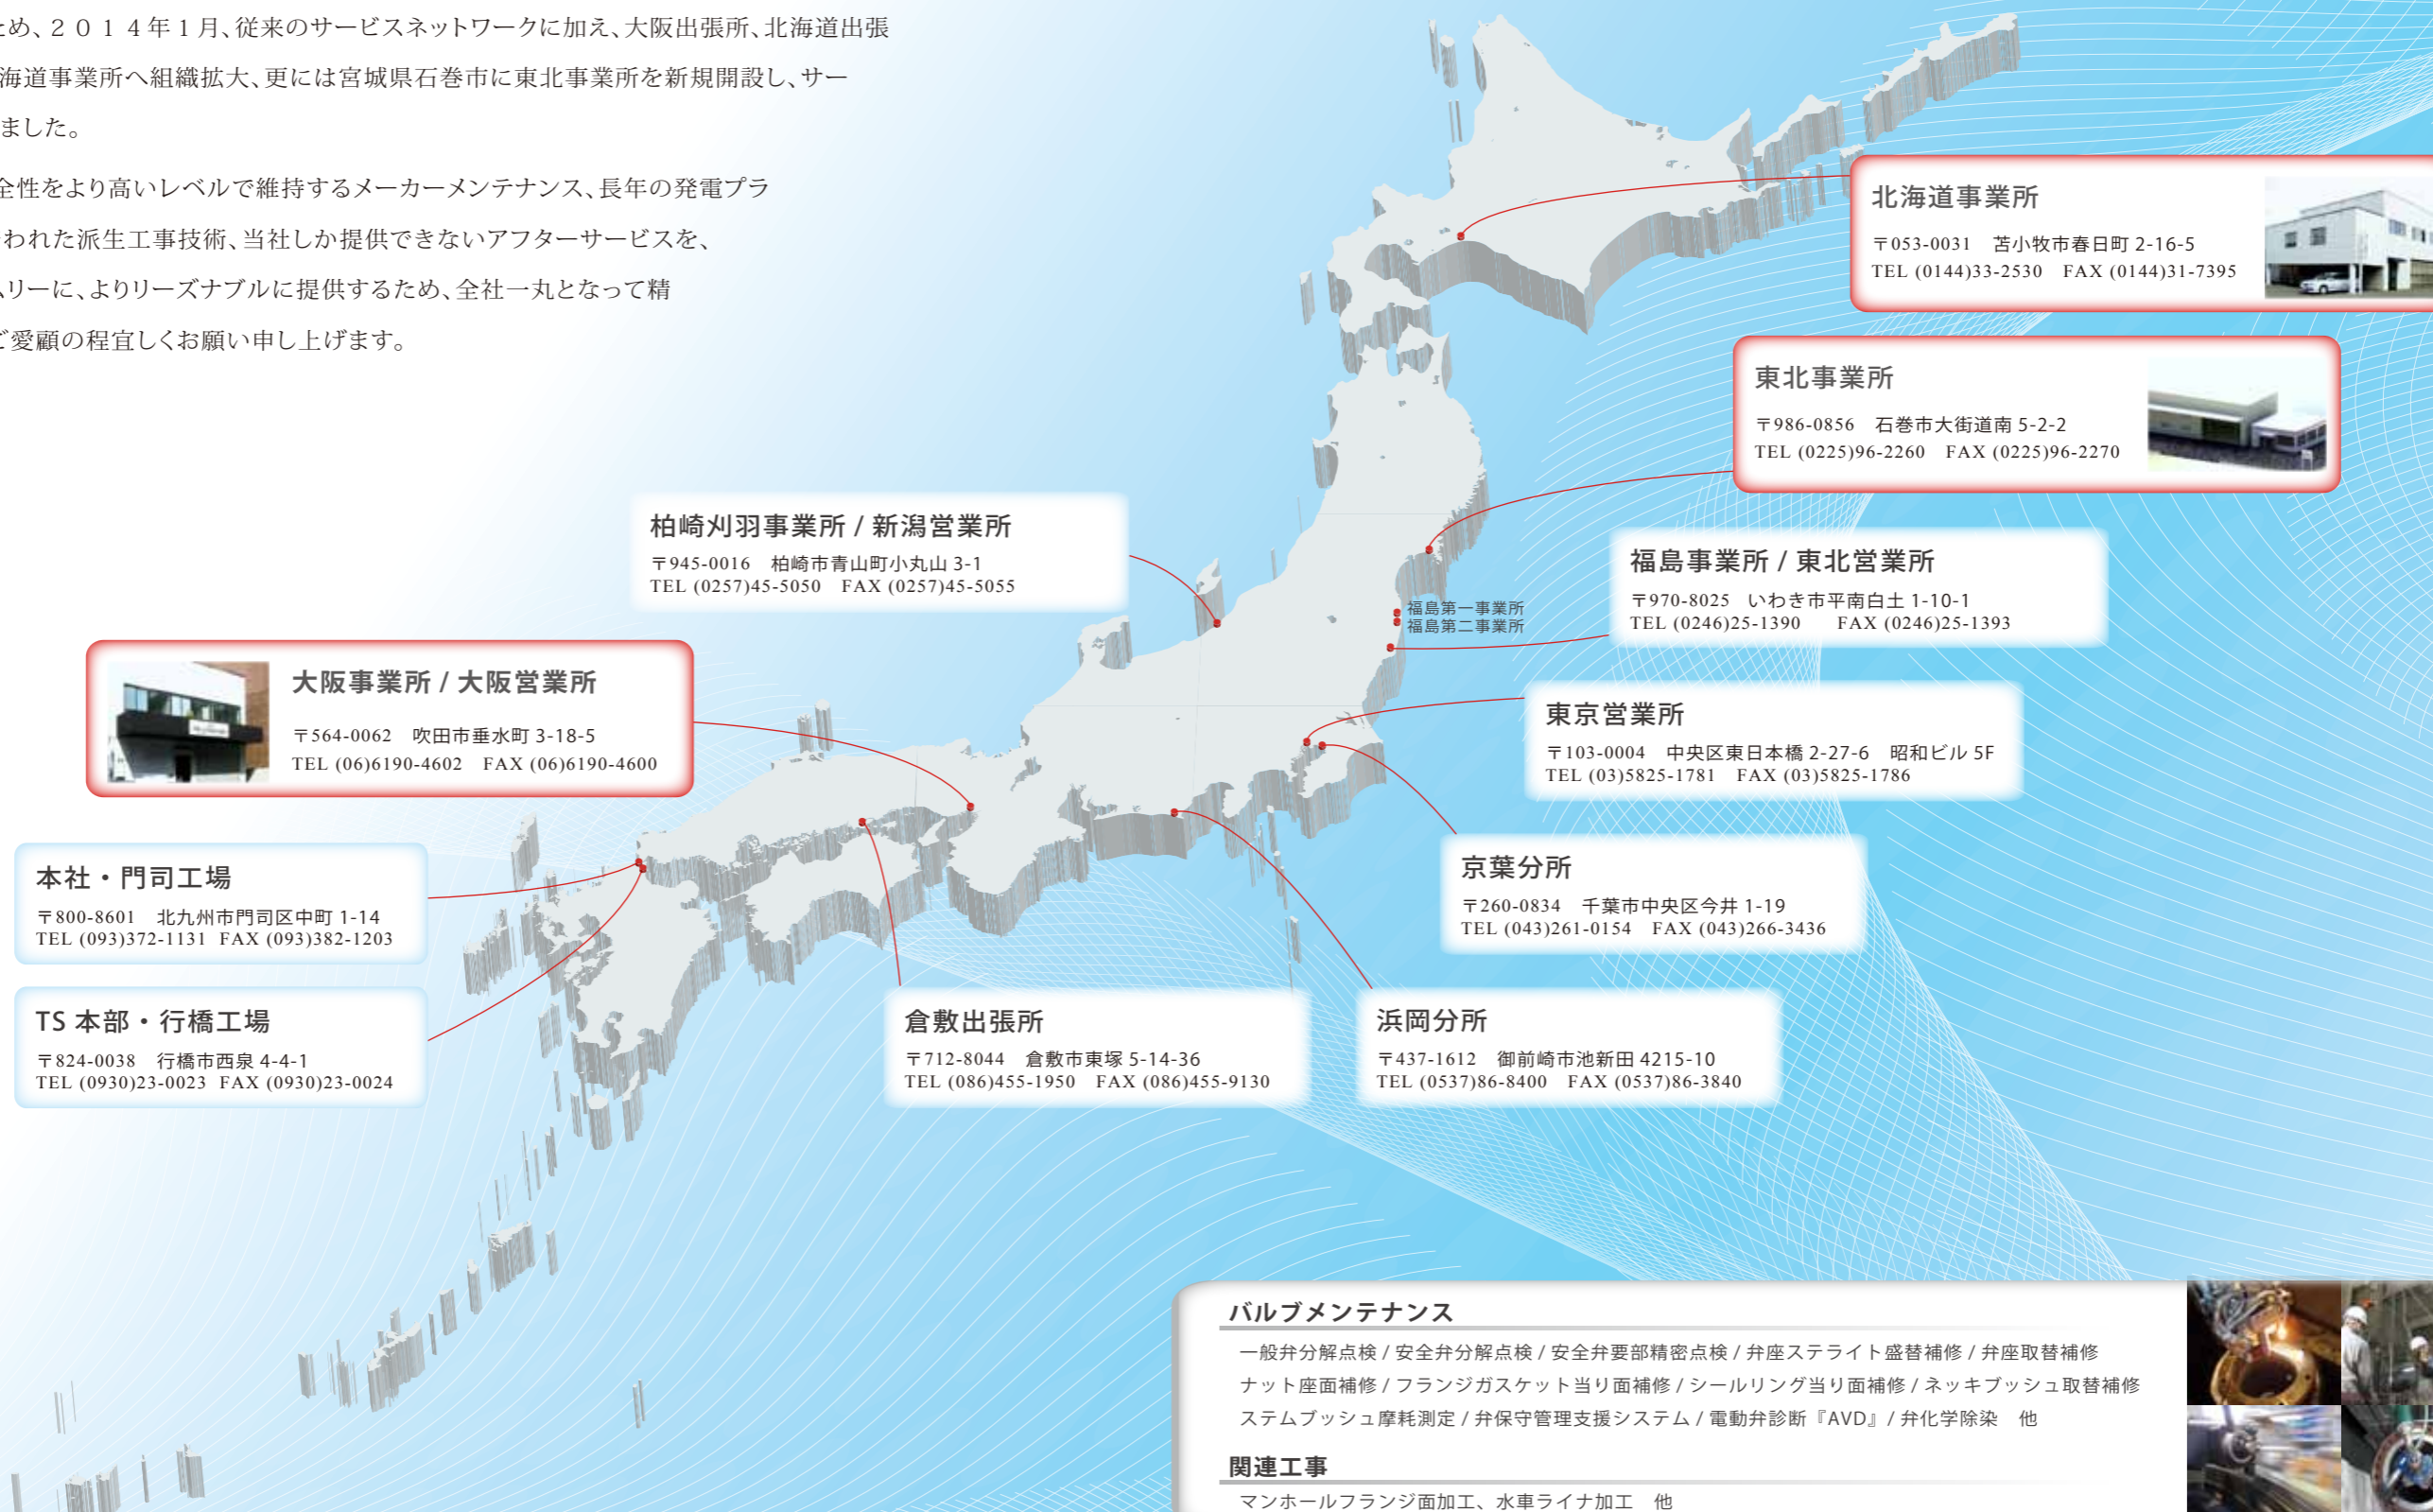 ため、２０１４年１月、従来のサービスネットワークに加え、大阪出張所、北海道出張
海道事業所へ組織拡大、更には宮城県石巻市に東北事業所を新規開設し、サー
ました。
全性をより高いレベルで維持するメーカーメンテナンス、長年の発電プラ
われた派生工事技術、当社しか提供できないアフターサービスを、
ムリーに、よりリーズナブルに提供するため、全社一丸となって精
ご愛顧の程宜しくお願い申し上げます。
北海道事業所
〒053-0031　苫小牧市春日町 2-16-5
TEL (0144)33-2530　FAX (0144)31-7395
東北事業所
〒986-0856　石巻市大街道南 5-2-2
TEL (0225)96-2260　FAX (0225)96-2270
柏崎刈羽事業所 / 新潟営業所
〒945-0016　柏崎市青山町小丸山 3-1
TEL (0257)45-5050　FAX (0257)45-5055
福島第一事業所
福島第二事業所
福島事業所 / 東北営業所
〒970-8025　いわき市平南白土 1-10-1
TEL (0246)25-1390　FAX (0246)25-1393
大阪事業所 / 大阪営業所
〒564-0062　吹田市垂水町 3-18-5
TEL (06)6190-4602　FAX (06)6190-4600
東京営業所
〒103-0004　中央区東日本橋 2-27-6　昭和ビル 5F
TEL (03)5825-1781　FAX (03)5825-1786
本社・門司工場
〒800-8601　北九州市門司区中町 1-14
TEL (093)372-1131 FAX (093)382-1203
京葉分所
〒260-0834　千葉市中央区今井 1-19
TEL (043)261-0154　FAX (043)266-3436
TS 本部・行橋工場
〒824-0038　行橋市西泉 4-4-1
TEL (0930)23-0023 FAX (0930)23-0024
倉敷出張所
〒712-8044　倉敷市東塚 5-14-36
TEL (086)455-1950　FAX (086)455-9130
浜岡分所
〒437-1612　御前崎市池新田 4215-10
TEL (0537)86-8400　FAX (0537)86-3840
バルブメンテナンス
一般弁分解点検 / 安全弁分解点検 / 安全弁要部精密点検 / 弁座ステライト盛替補修 / 弁座取替補修
ナット座面補修 / フランジガスケット当り面補修 / シールリング当り面補修 / ネッキブッシュ取替補修
ステムブッシュ摩耗測定 / 弁保守管理支援システム / 電動弁診断『AVD』/ 弁化学除染　他
関連工事
マンホールフランジ面加工、水車ライナ加工　他